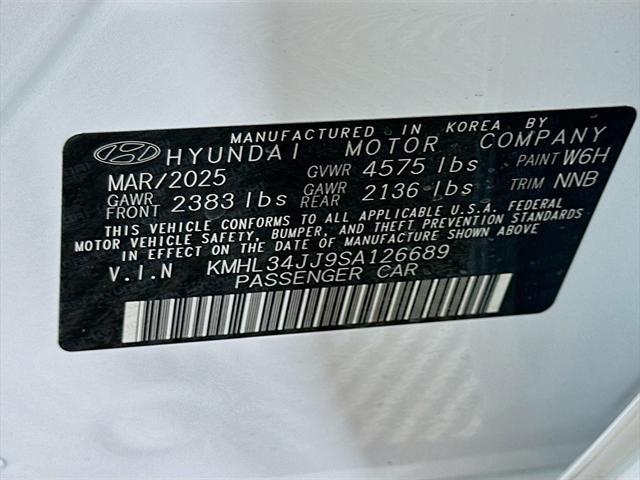 MANUFACTURED IN KOREA BY
HYUNDAI MOTOR COMPANY
MAR/2025 GVWR 4575 lbs PAINT W6H
GAWR FRONT 2383 lbs GAWR REAR 2136 lbs TRIM NNB
THIS VEHICLE CONFORMS TO ALL APPLICABLE U.S.A. FEDERAL
MOTOR VEHICLE SAFETY, BUMPER, AND THEFT PREVENTION STANDARDS
IN EFFECT ON THE DATE OF MANUFACTURE SHOWN ABOVE
V.I.N KMHL34JJ9SA126689
PASSENGER CAR